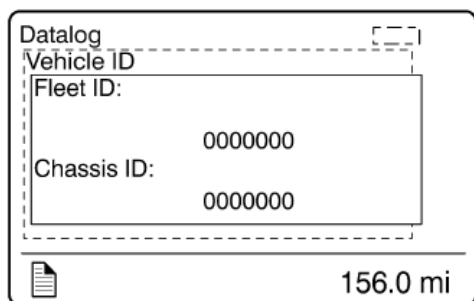 Datalog
Vehicle ID
Fleet ID:
0000000
Chassis ID:
0000000
156.0 mi